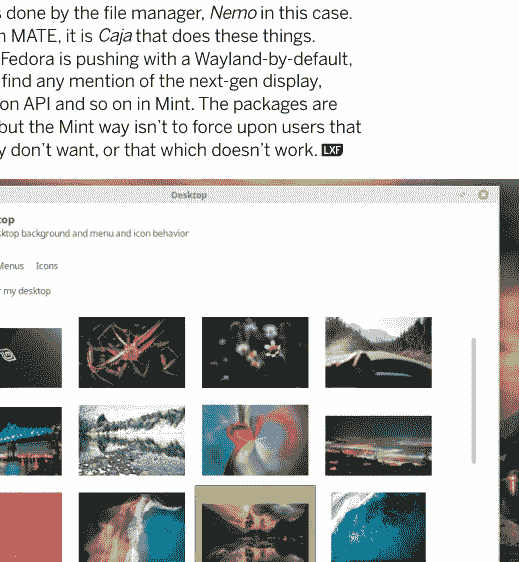 s done by the file manager, Nemo in this case.
n MATE, it is Caja that does these things.
Fedora is pushing with a Wayland-by-default,
find any mention of the next-gen display,
on API and so on in Mint. The packages are
but the Mint way isn't to force upon users that
y don't want, or that which doesn't work. LXF
Desktop
top
ktop background and menu and icon behavior
Menus Icons
r my desktop